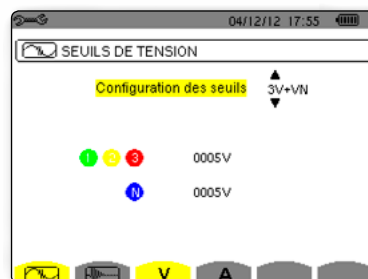 04/12/12 17:55
SEUILS DE TENSION
Configuration des seuils 3V+VN
1 2 3 0005V
N 0005V
V A